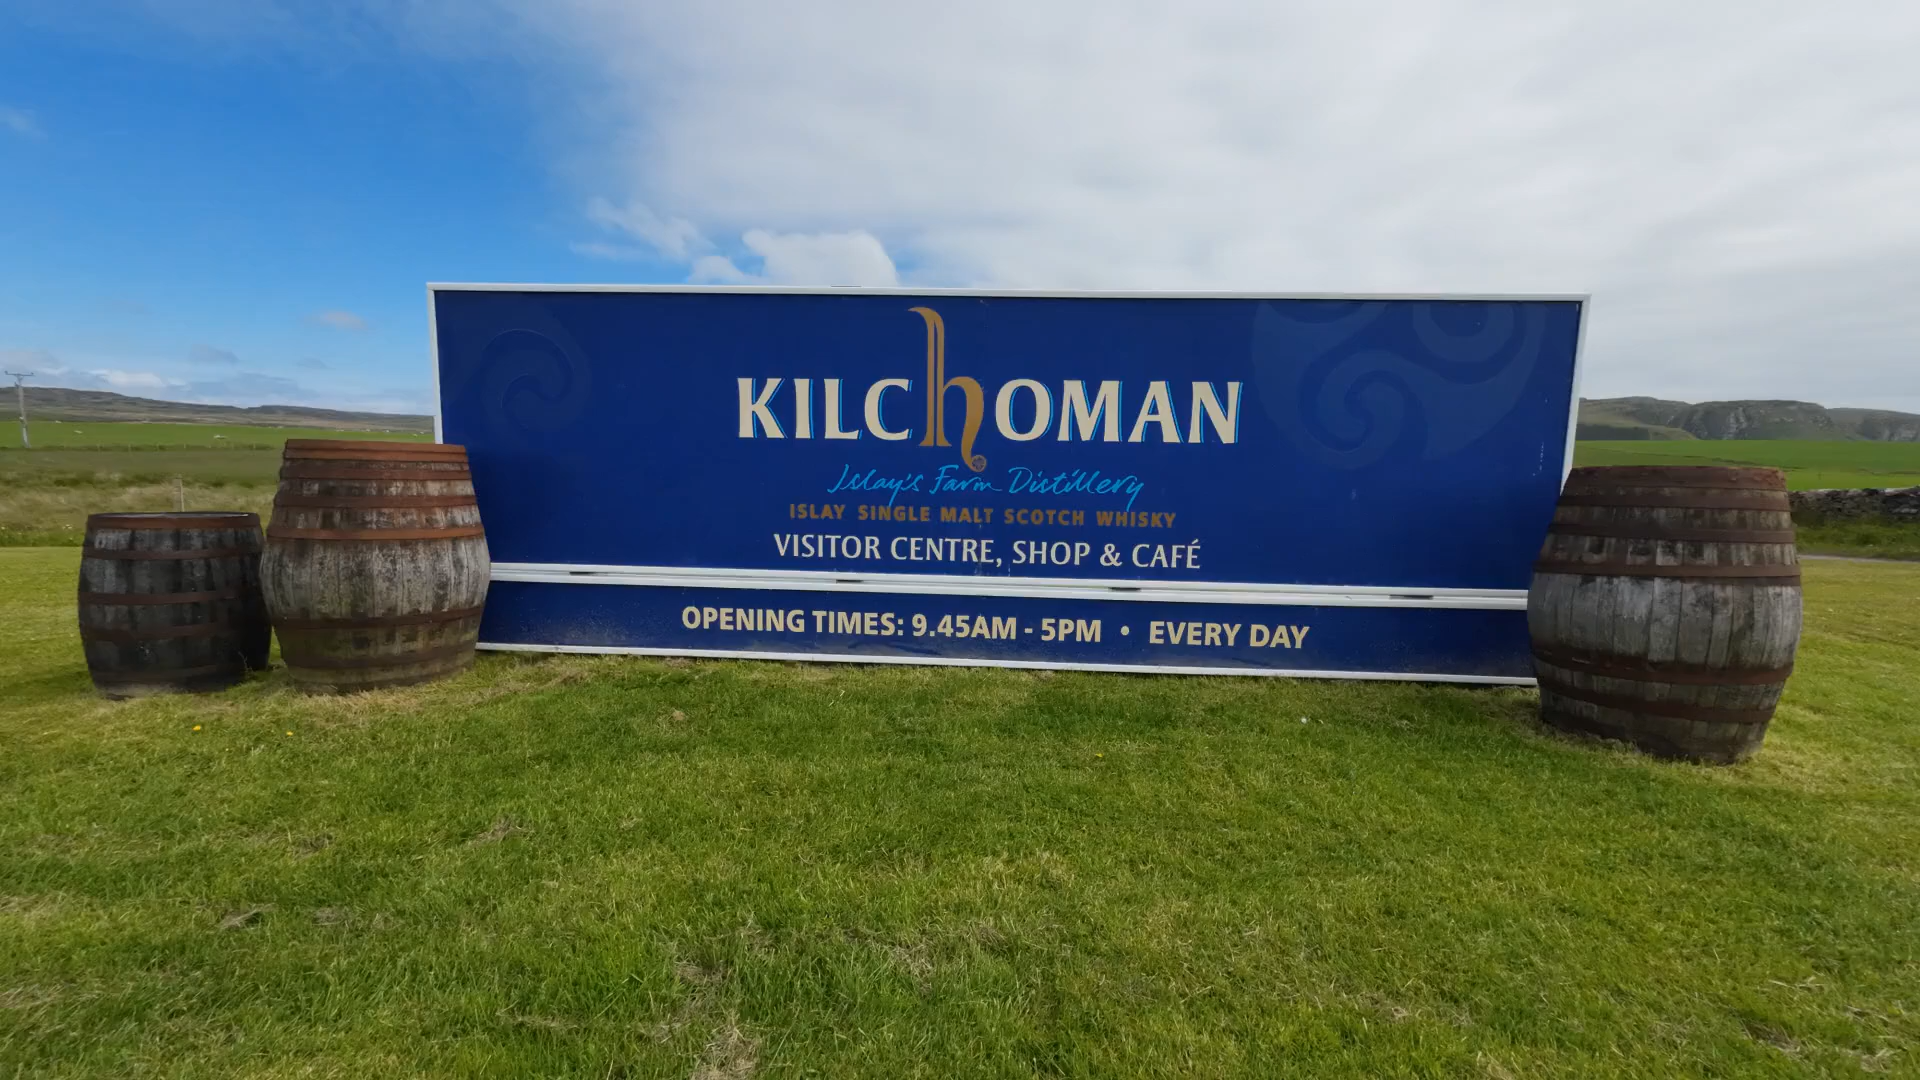 KILCHOMAN
Islay's Farm Distillery
ISLAY SINGLE MALT SCOTCH WHISKY
VISITOR CENTRE, SHOP & CAFÉ
OPENING TIMES: 9.45AM - 5PM • EVERY DAY